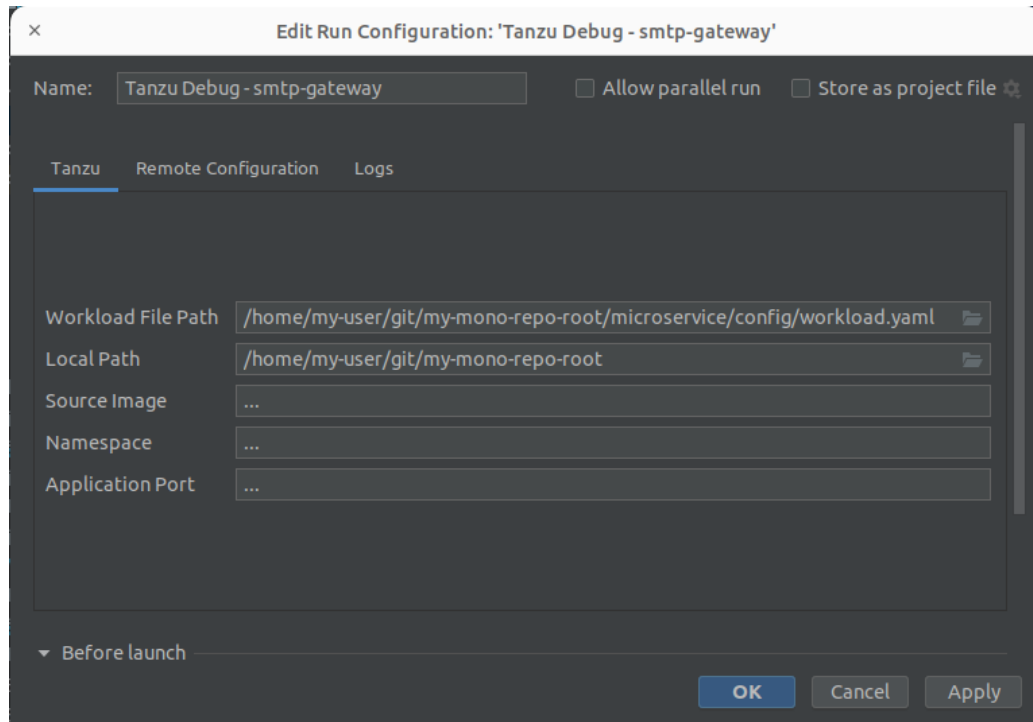 Edit Run Configuration: 'Tanzu Debug - smtp-gateway'
Name: Tanzu Debug - smtp-gateway Allow parallel run Store as project file
Tanzu Remote Configuration Logs
Workload File Path /home/my-user/git/my-mono-repo-root/microservice/config/workload.yaml
Local Path /home/my-user/git/my-mono-repo-root
Source Image ...
Namespace ...
Application Port ...
Before launch
OK Cancel Apply